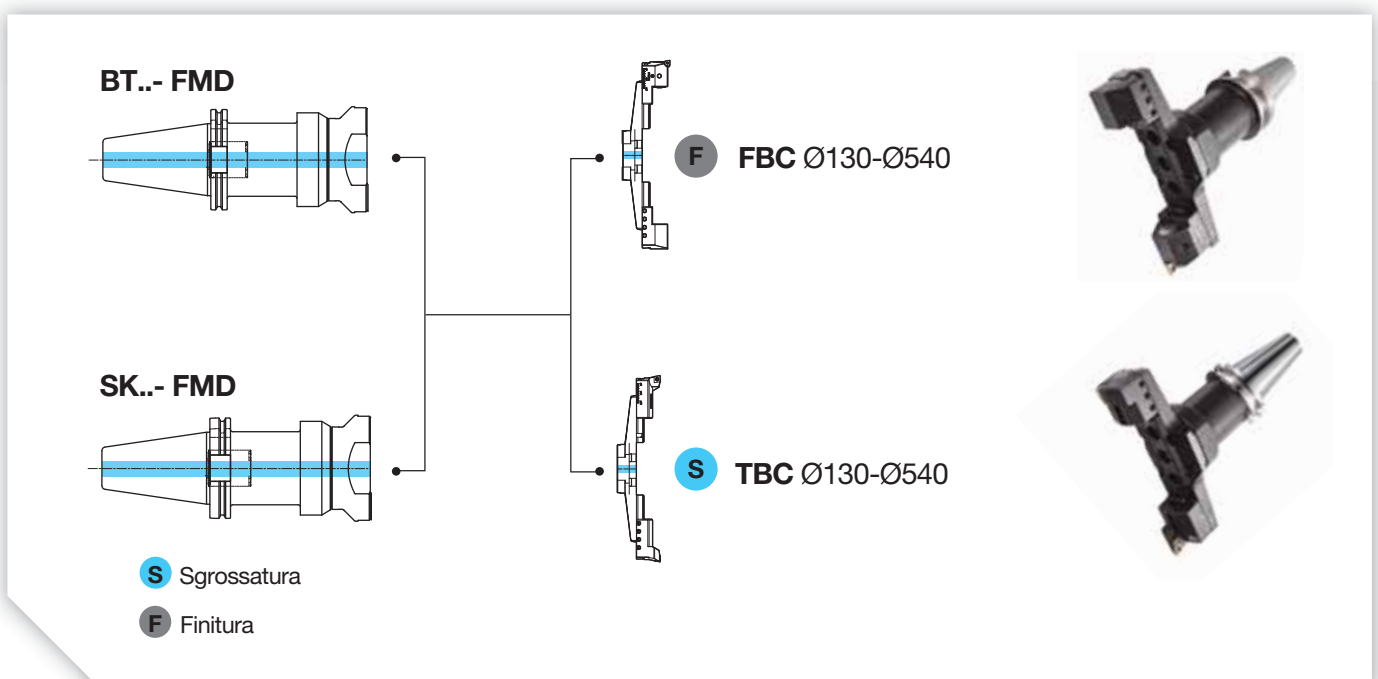 BT..- FMD
F FBC Ø130-Ø540
SK..- FMD
S TBC Ø130-Ø540
S Sgrossatura
F Finitura